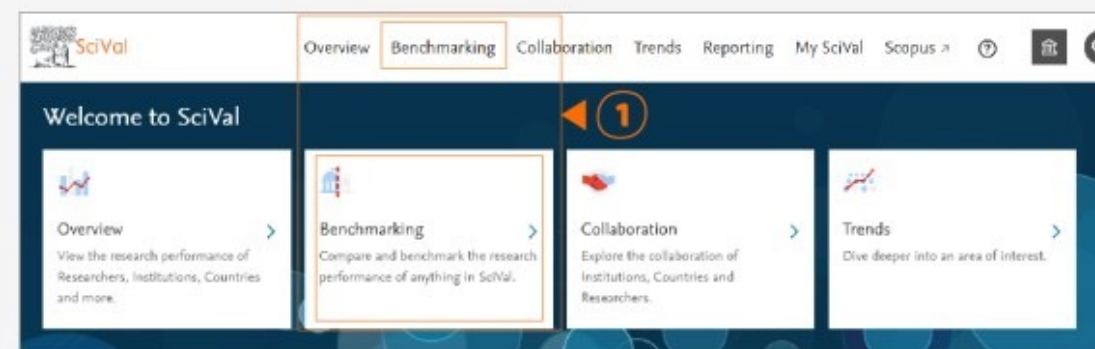 SciVal
Overview Benchmarking Collaboration Trends Reporting My SciVal Scopus ↗ ?
Welcome to SciVal
1
Overview
View the research performance of
Researchers, Institutions, Countries
and more.
Benchmarking
Compare and benchmark the research
performance of anything in SciVal.
Collaboration
Explore the collaboration of
Institutions, Countries and
Researchers.
Trends
Dive deeper into an area of interest.